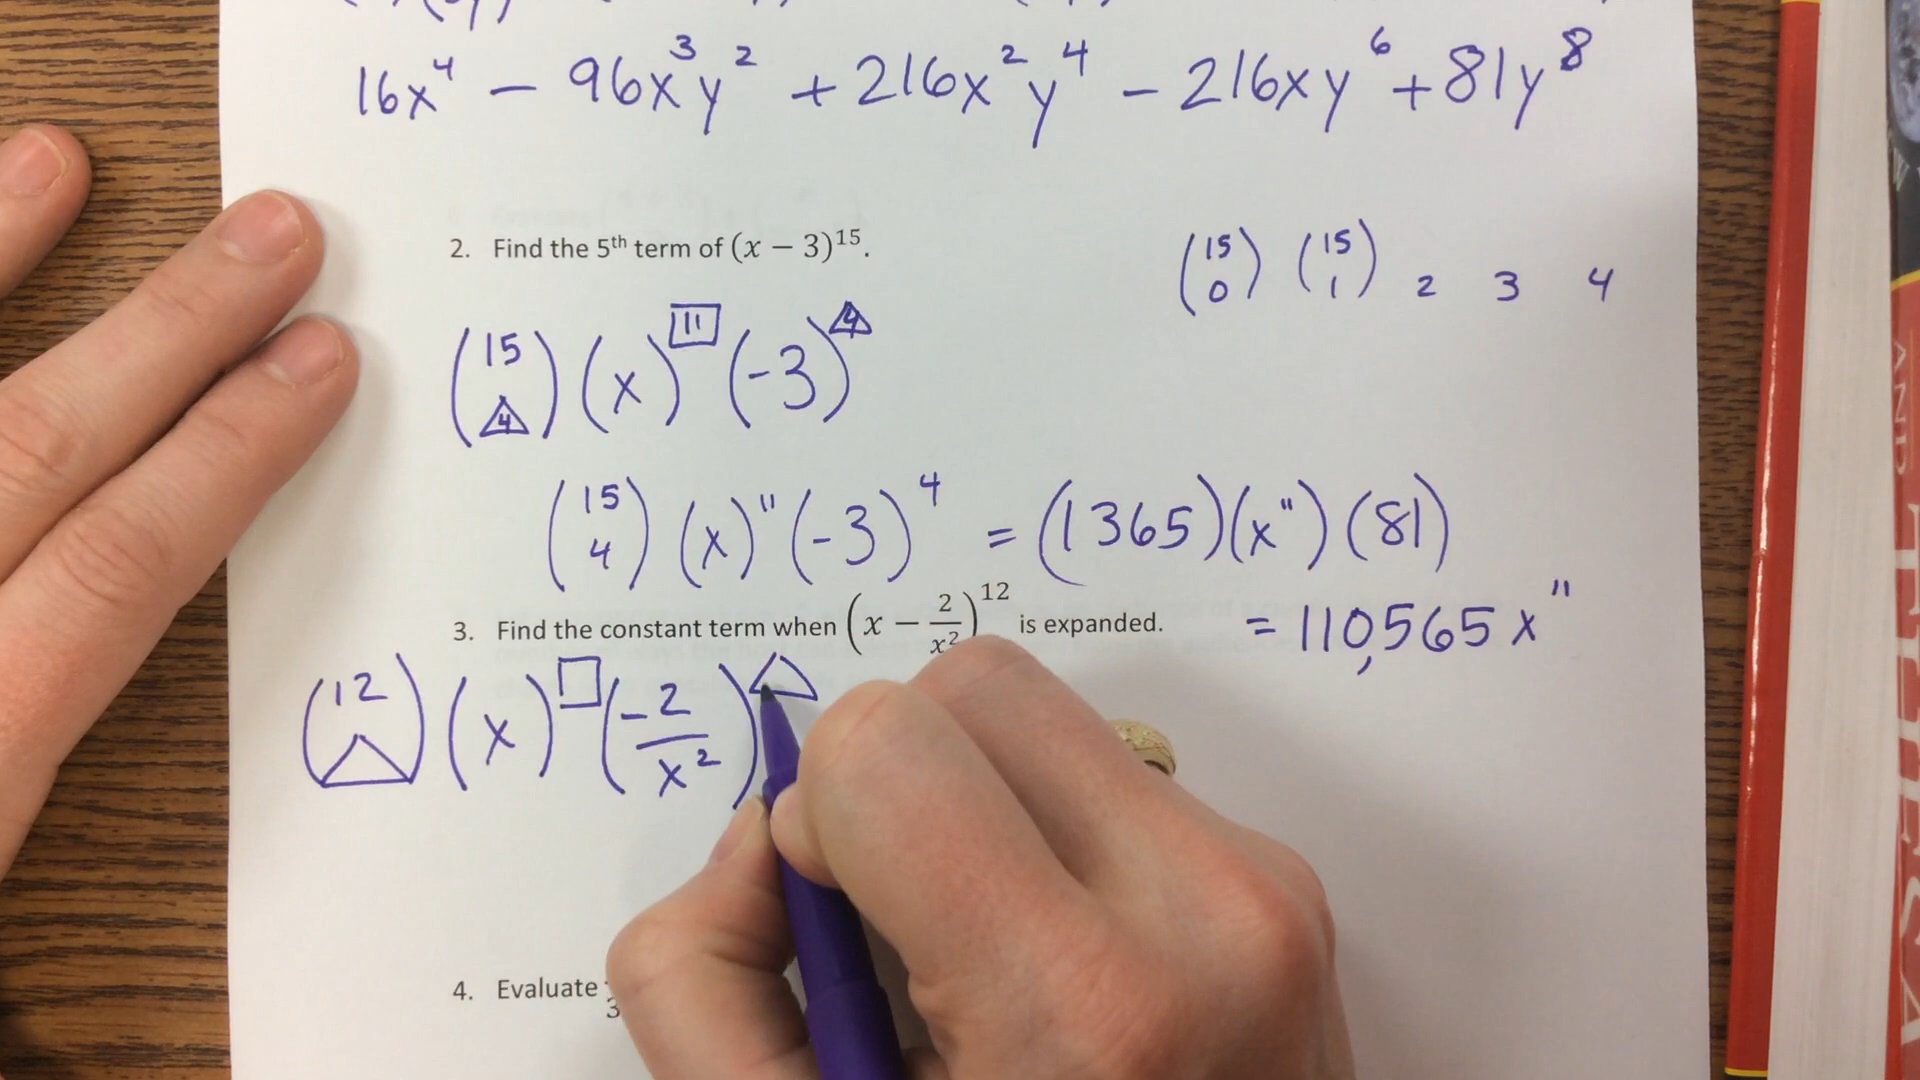 16x⁴ − 96x³y² + 216x²y⁴ − 216xy⁶ + 81y⁸
2. Find the 5th term of (x − 3)¹⁵.
(15 0) (15 1) 2 3 4
(15 △4) (x)^□11 (-3)^△4
(15 4) (x)¹¹ (-3)⁴ = (1365)(x¹¹)(81)
3. Find the constant term when (x − 2/x²)¹² is expanded.
= 110,565 x¹¹
(12 △) (x)^□ (-2/x²)^△
4. Evaluate
3
AND